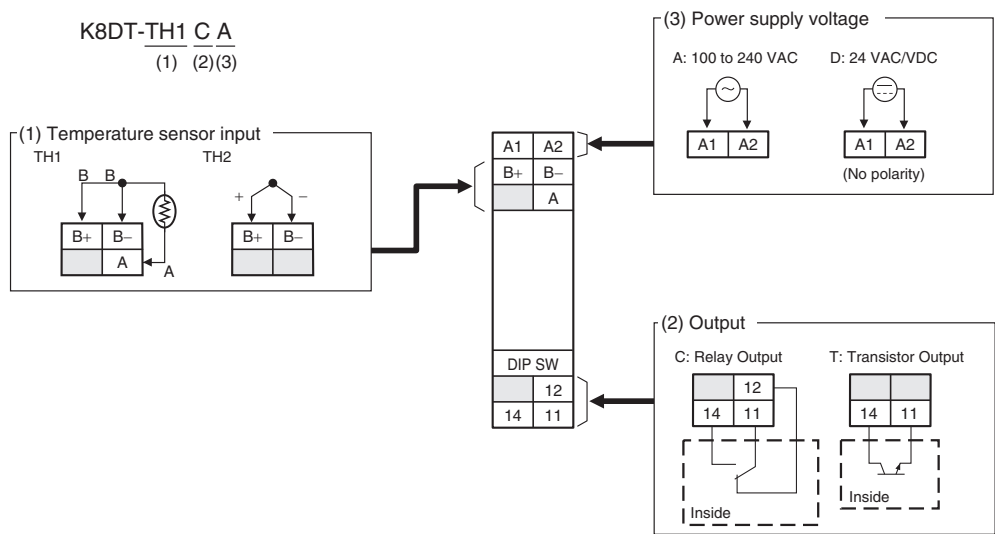 K8DT-TH1 C A
(1) (2)(3)
(1) Temperature sensor input
TH1
TH2
B B
B+ B−
A
A
+ −
B+ B−
A1 A2
B+ B−
A
DIP SW
12
14 11
(3) Power supply voltage
A: 100 to 240 VAC
D: 24 VAC/VDC
~
A1 A2
A1 A2
(No polarity)
(2) Output
C: Relay Output
T: Transistor Output
12
14 11
14 11
Inside
Inside